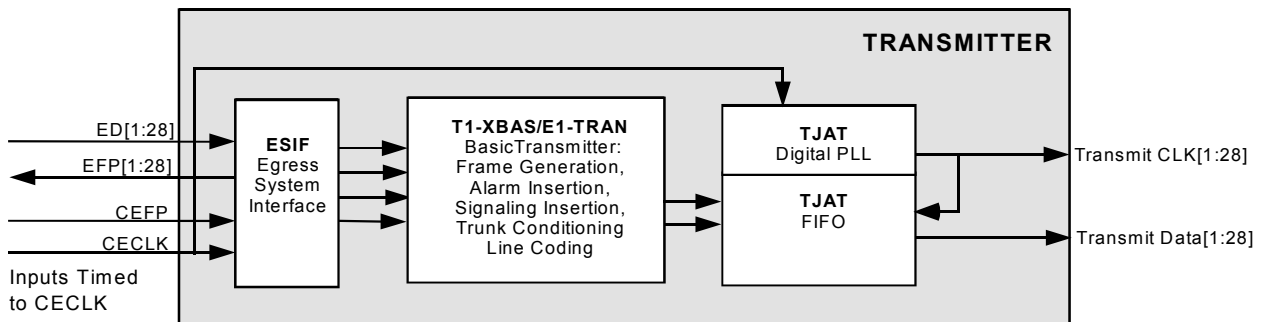 TRANSMITTER
ED[1:28]
EFP[1:28]
CEFP
CECLK
Inputs Timed
to CECLK
ESIF
Egress
System
Interface
T1-XBAS/E1-TRAN
BasicTransmitter:
Frame Generation,
Alarm Insertion,
Signaling Insertion,
Trunk Conditioning
Line Coding
TJAT
Digital PLL
TJAT
FIFO
Transmit CLK[1:28]
Transmit Data[1:28]